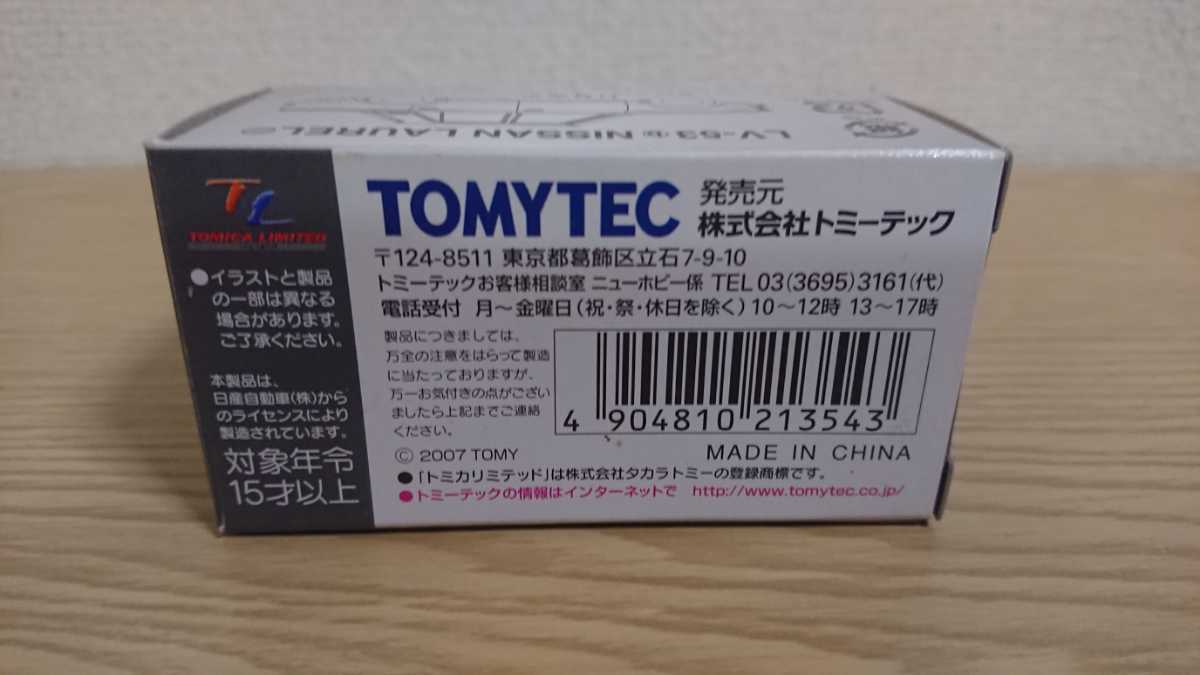 LV-53b NISSAN LAUREL
TL
TOMICA LIMITED
●イラストと製品
の一部は異なる
場合があります。
ご了承ください。
本製品は、
日産自動車(株)から
のライセンスにより
製造されています。
対象年令
15才以上
TOMYTEC
発売元
株式会社トミーテック
〒124-8511 東京都葛飾区立石7-9-10
トミーテックお客様相談室 ニューホビー係 TEL 03(3695)3161(代)
電話受付 月〜金曜日(祝・祭・休日を除く)10〜12時 13〜17時
製品につきましては、
万全の注意をはらって製造
に当たっておりますが、
万一お気付きの点がござい
ましたら上記までご連絡
ください。
4 904810 213543
© 2007 TOMY
MADE IN CHINA
●「トミカリミテッド」は株式会社タカラトミーの登録商標です。
●トミーテックの情報はインターネットで http://www.tomytec.co.jp/